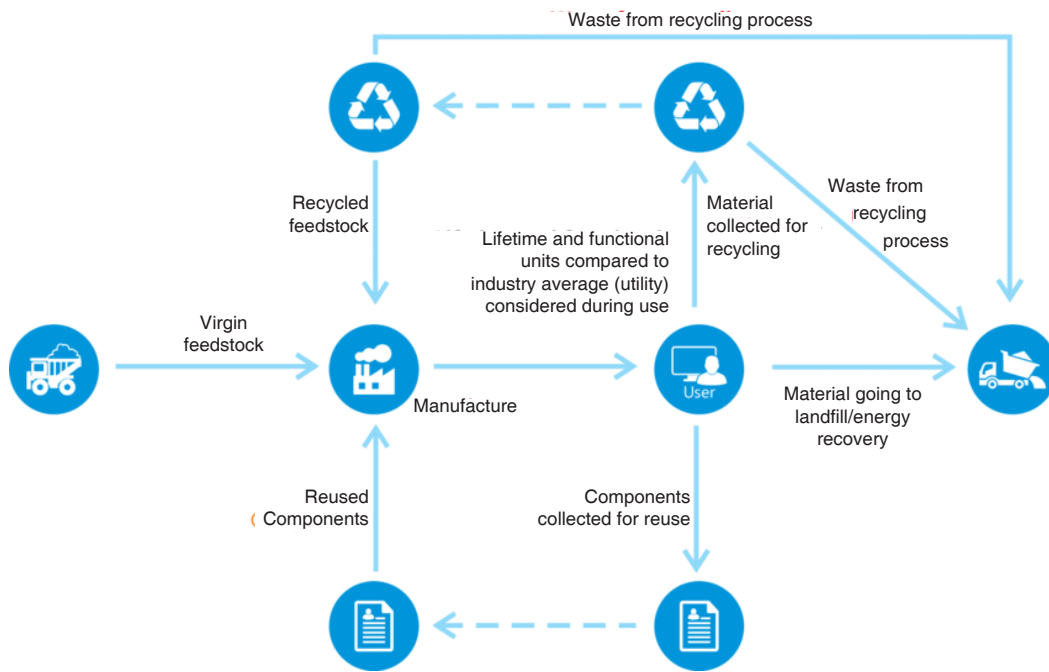 Waste from recycling process
Recycled
feedstock
Lifetime and functional
units compared to
industry average (utility)
considered during use
Material
collected for
recycling
Waste from
recycling
process
Virgin
feedstock
Manufacture
User
Material going to
landfill/energy
recovery
Reused
Components
Components
collected for reuse